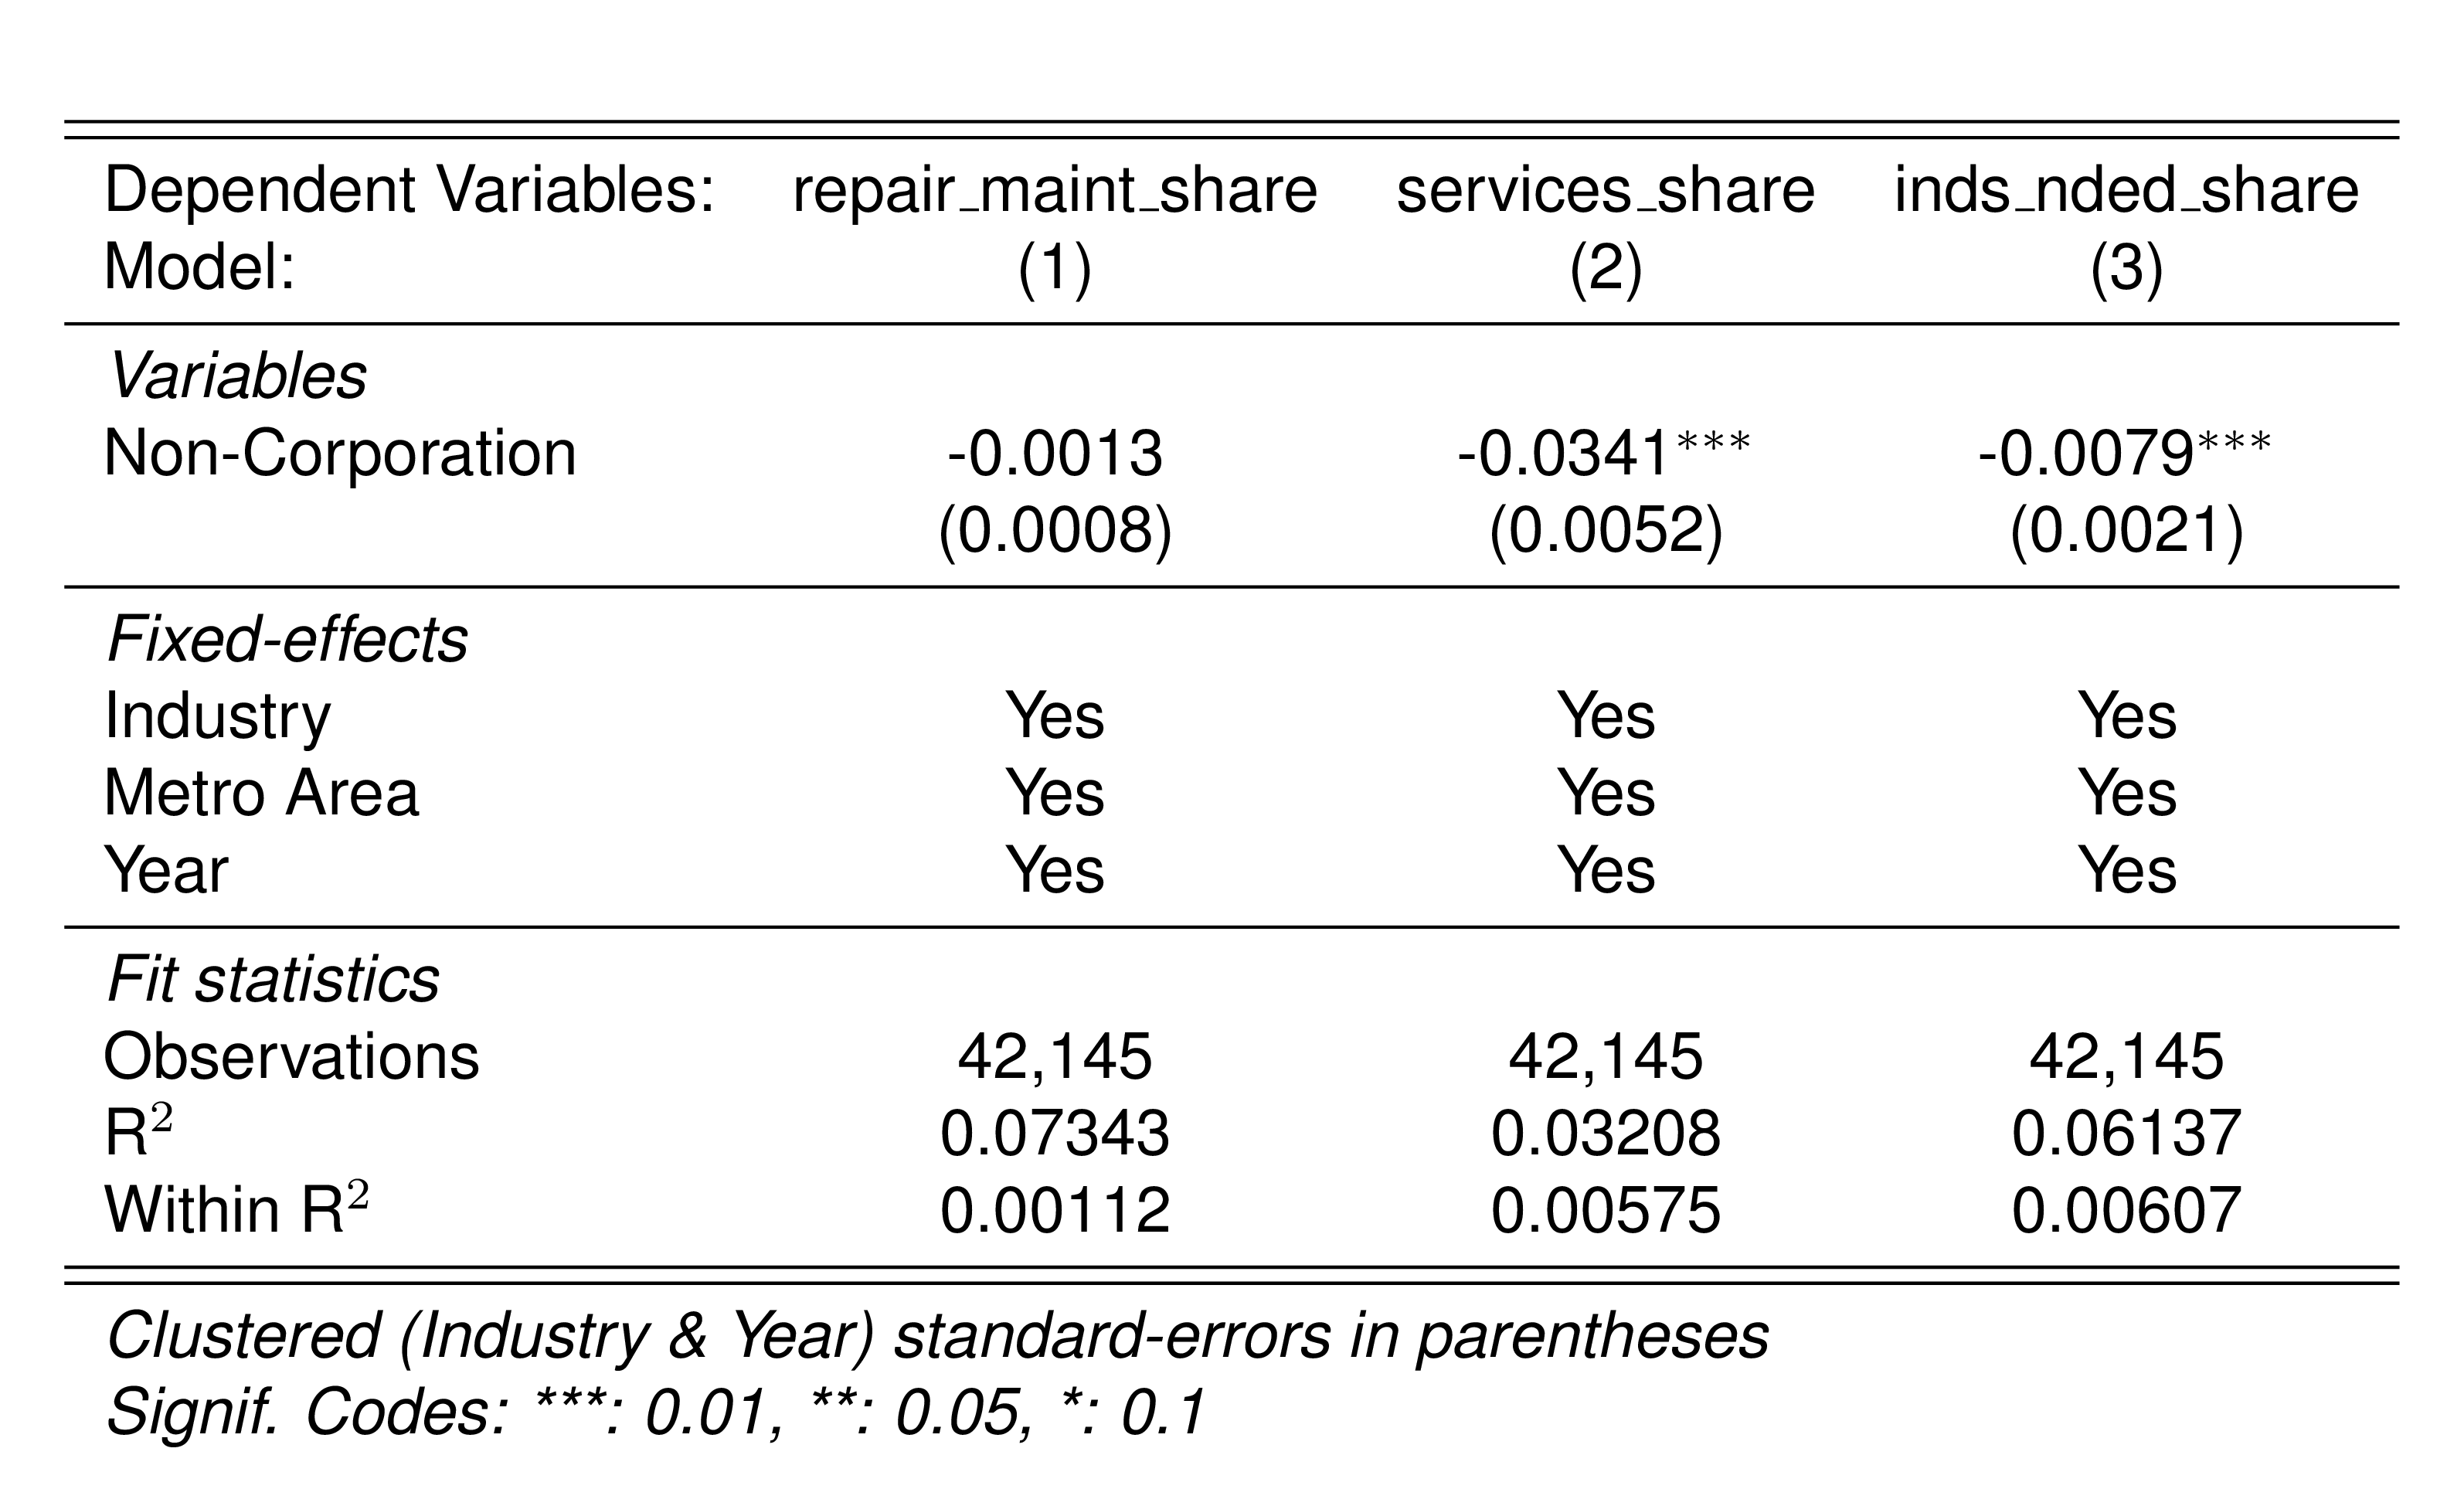 Dependent Variables: repair_maint_share services_share inds_nded_share
Model: (1) (2) (3)
Variables
Non-Corporation -0.0013 -0.0341*** -0.0079***
(0.0008) (0.0052) (0.0021)
Fixed-effects
Industry Yes Yes Yes
Metro Area Yes Yes Yes
Year Yes Yes Yes
Fit statistics
Observations 42,145 42,145 42,145
R² 0.07343 0.03208 0.06137
Within R² 0.00112 0.00575 0.00607
Clustered (Industry & Year) standard-errors in parentheses
Signif. Codes: ***: 0.01, **: 0.05, *: 0.1